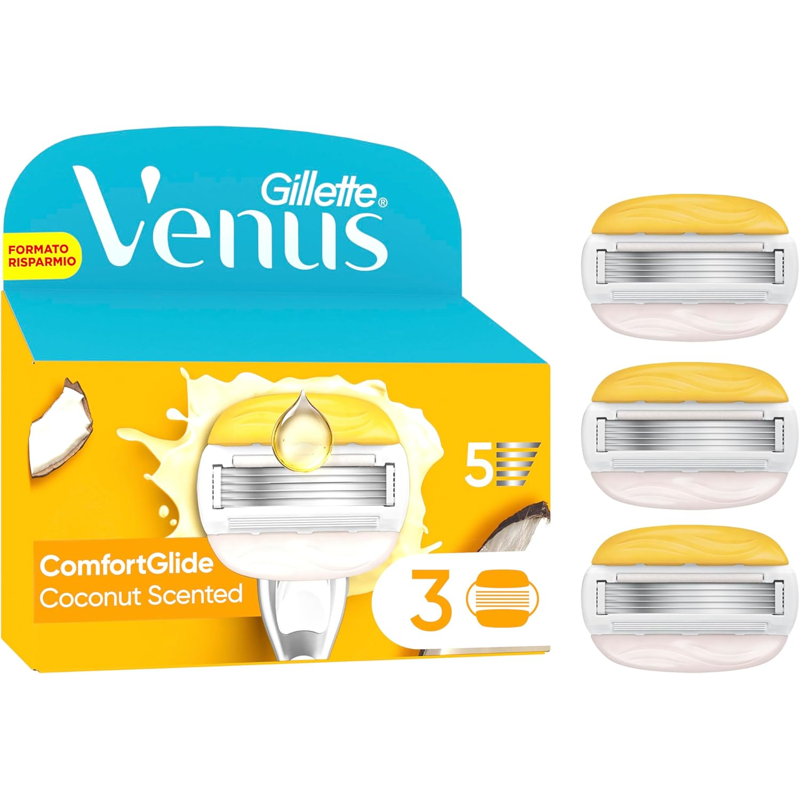 Gillette®
Venus
FORMATO
RISPARMIO
5
ComfortGlide
Coconut Scented
3